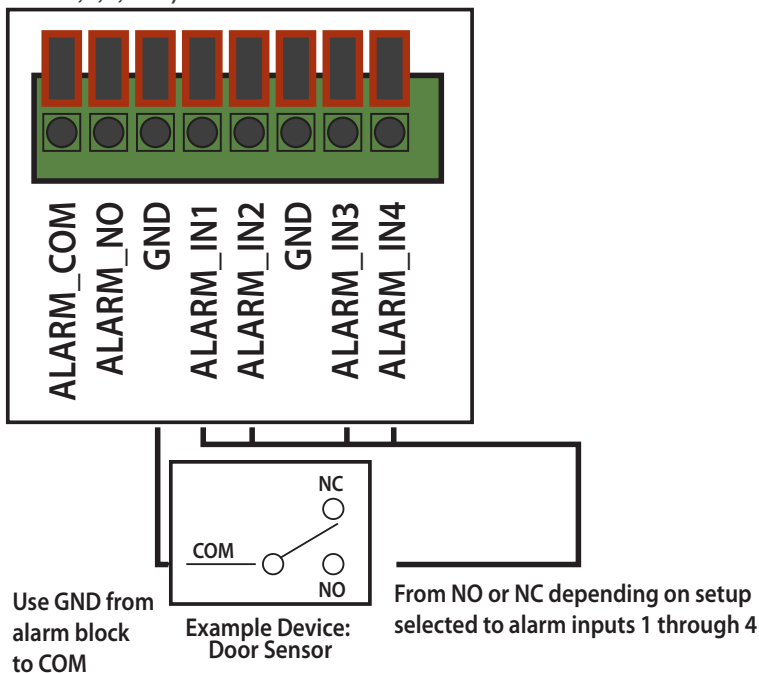 ALARM_COM
ALARM_NO
GND
ALARM_IN1
ALARM_IN2
GND
ALARM_IN3
ALARM_IN4
NC
COM
NO
Use GND from
alarm block
to COM
Example Device:
Door Sensor
From NO or NC depending on setup
selected to alarm inputs 1 through 4